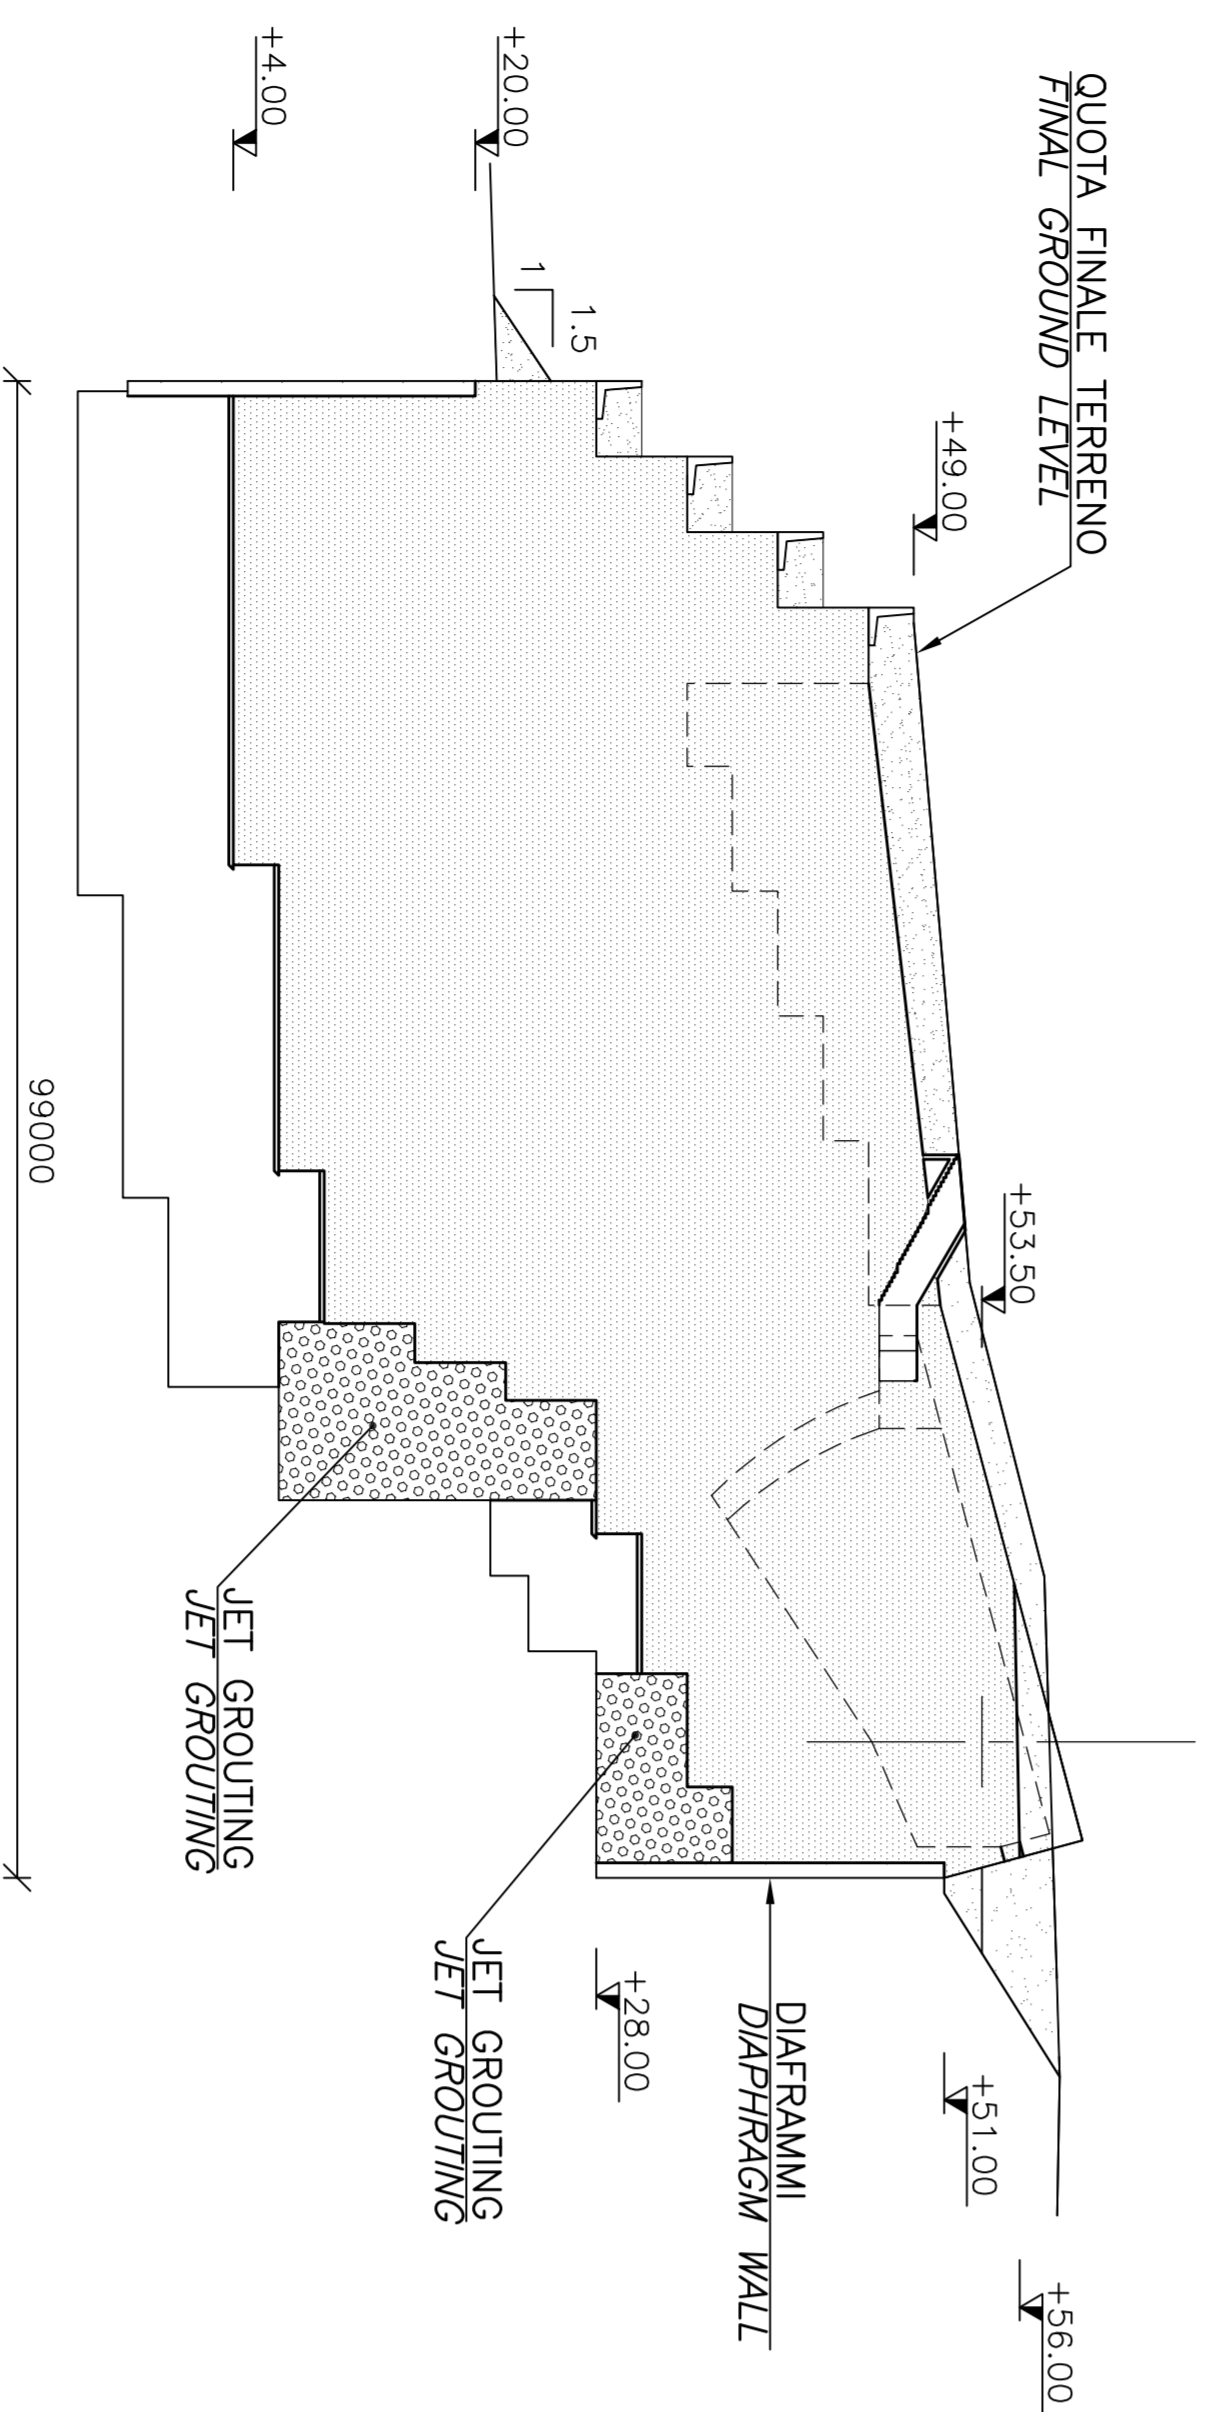 QUOTA FINALE TERRENO
FINAL GROUND LEVEL
+56.00
+53.50
+51.00
+49.00
DIAFRAMMI
DIAPHRAGM WALL
1.5
1
+28.00
+20.00
JET GROUTING
JET GROUTING
+4.00
JET GROUTING
JET GROUTING
99000